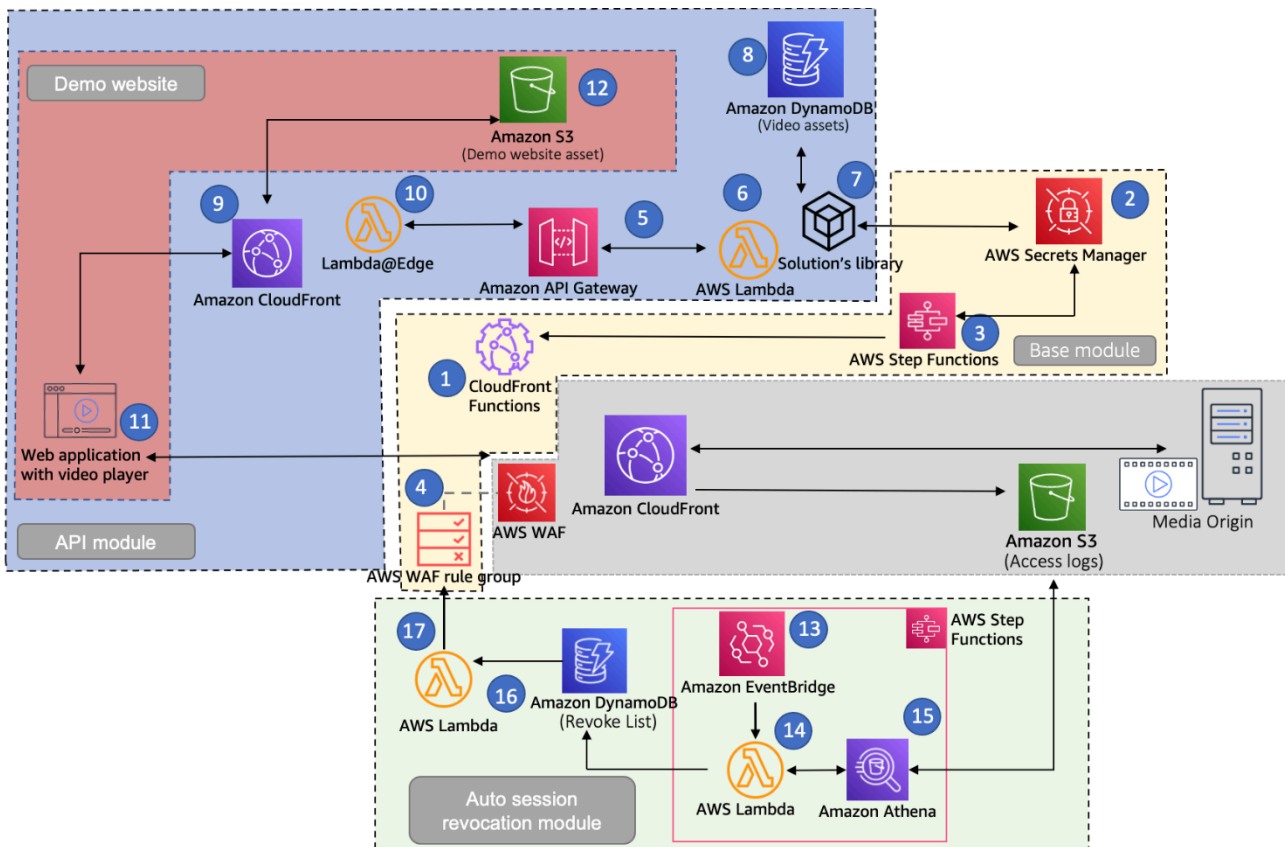 Demo website
12
8
Amazon S3
(Demo website asset)
Amazon DynamoDB
(Video assets)
9
10
5
6
7
2
Lambda@Edge
Amazon CloudFront
Amazon API Gateway
AWS Lambda
Solution's library
AWS Secrets Manager
3
AWS Step Functions
Base module
1
CloudFront
Functions
11
Web application
with video player
4
AWS WAF
Amazon CloudFront
Amazon S3
(Access logs)
Media Origin
API module
AWS WAF rule group
17
13
AWS Step
Functions
16
Amazon DynamoDB
(Revoke List)
Amazon EventBridge
AWS Lambda
14
15
AWS Lambda
Amazon Athena
Auto session
revocation module